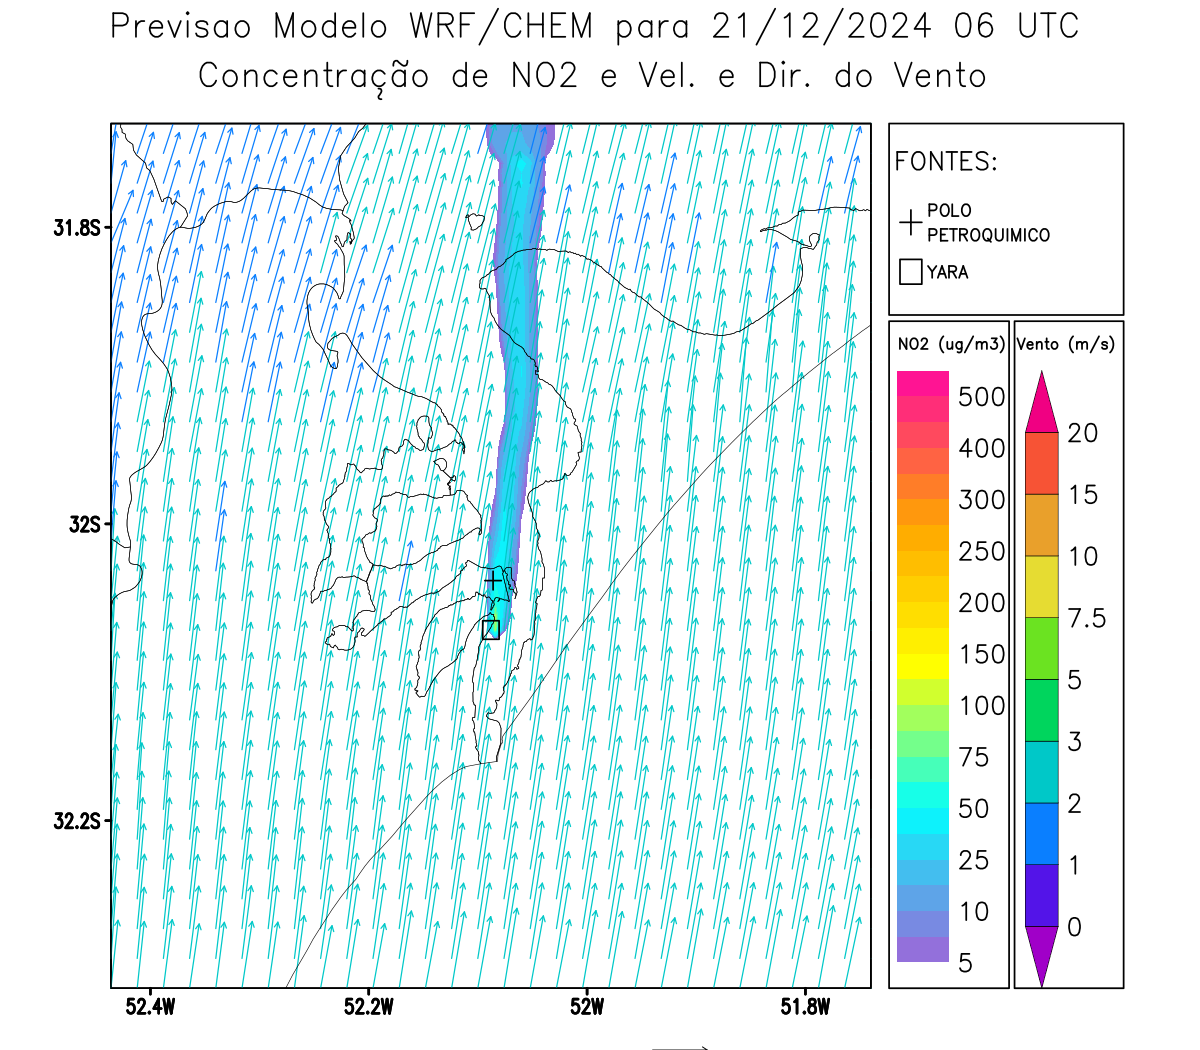 Previsao Modelo WRF/CHEM para 21/12/2024 06 UTC
Concentração de NO2 e Vel. e Dir. do Vento
FONTES:
POLO
PETROQUIMICO
YARA
NO2 (ug/m3)
500
400
300
250
200
150
100
75
50
25
10
5
Vento (m/s)
20
15
10
7.5
5
3
2
1
0
31.8S
32S
32.2S
52.4W
52.2W
52W
51.8W